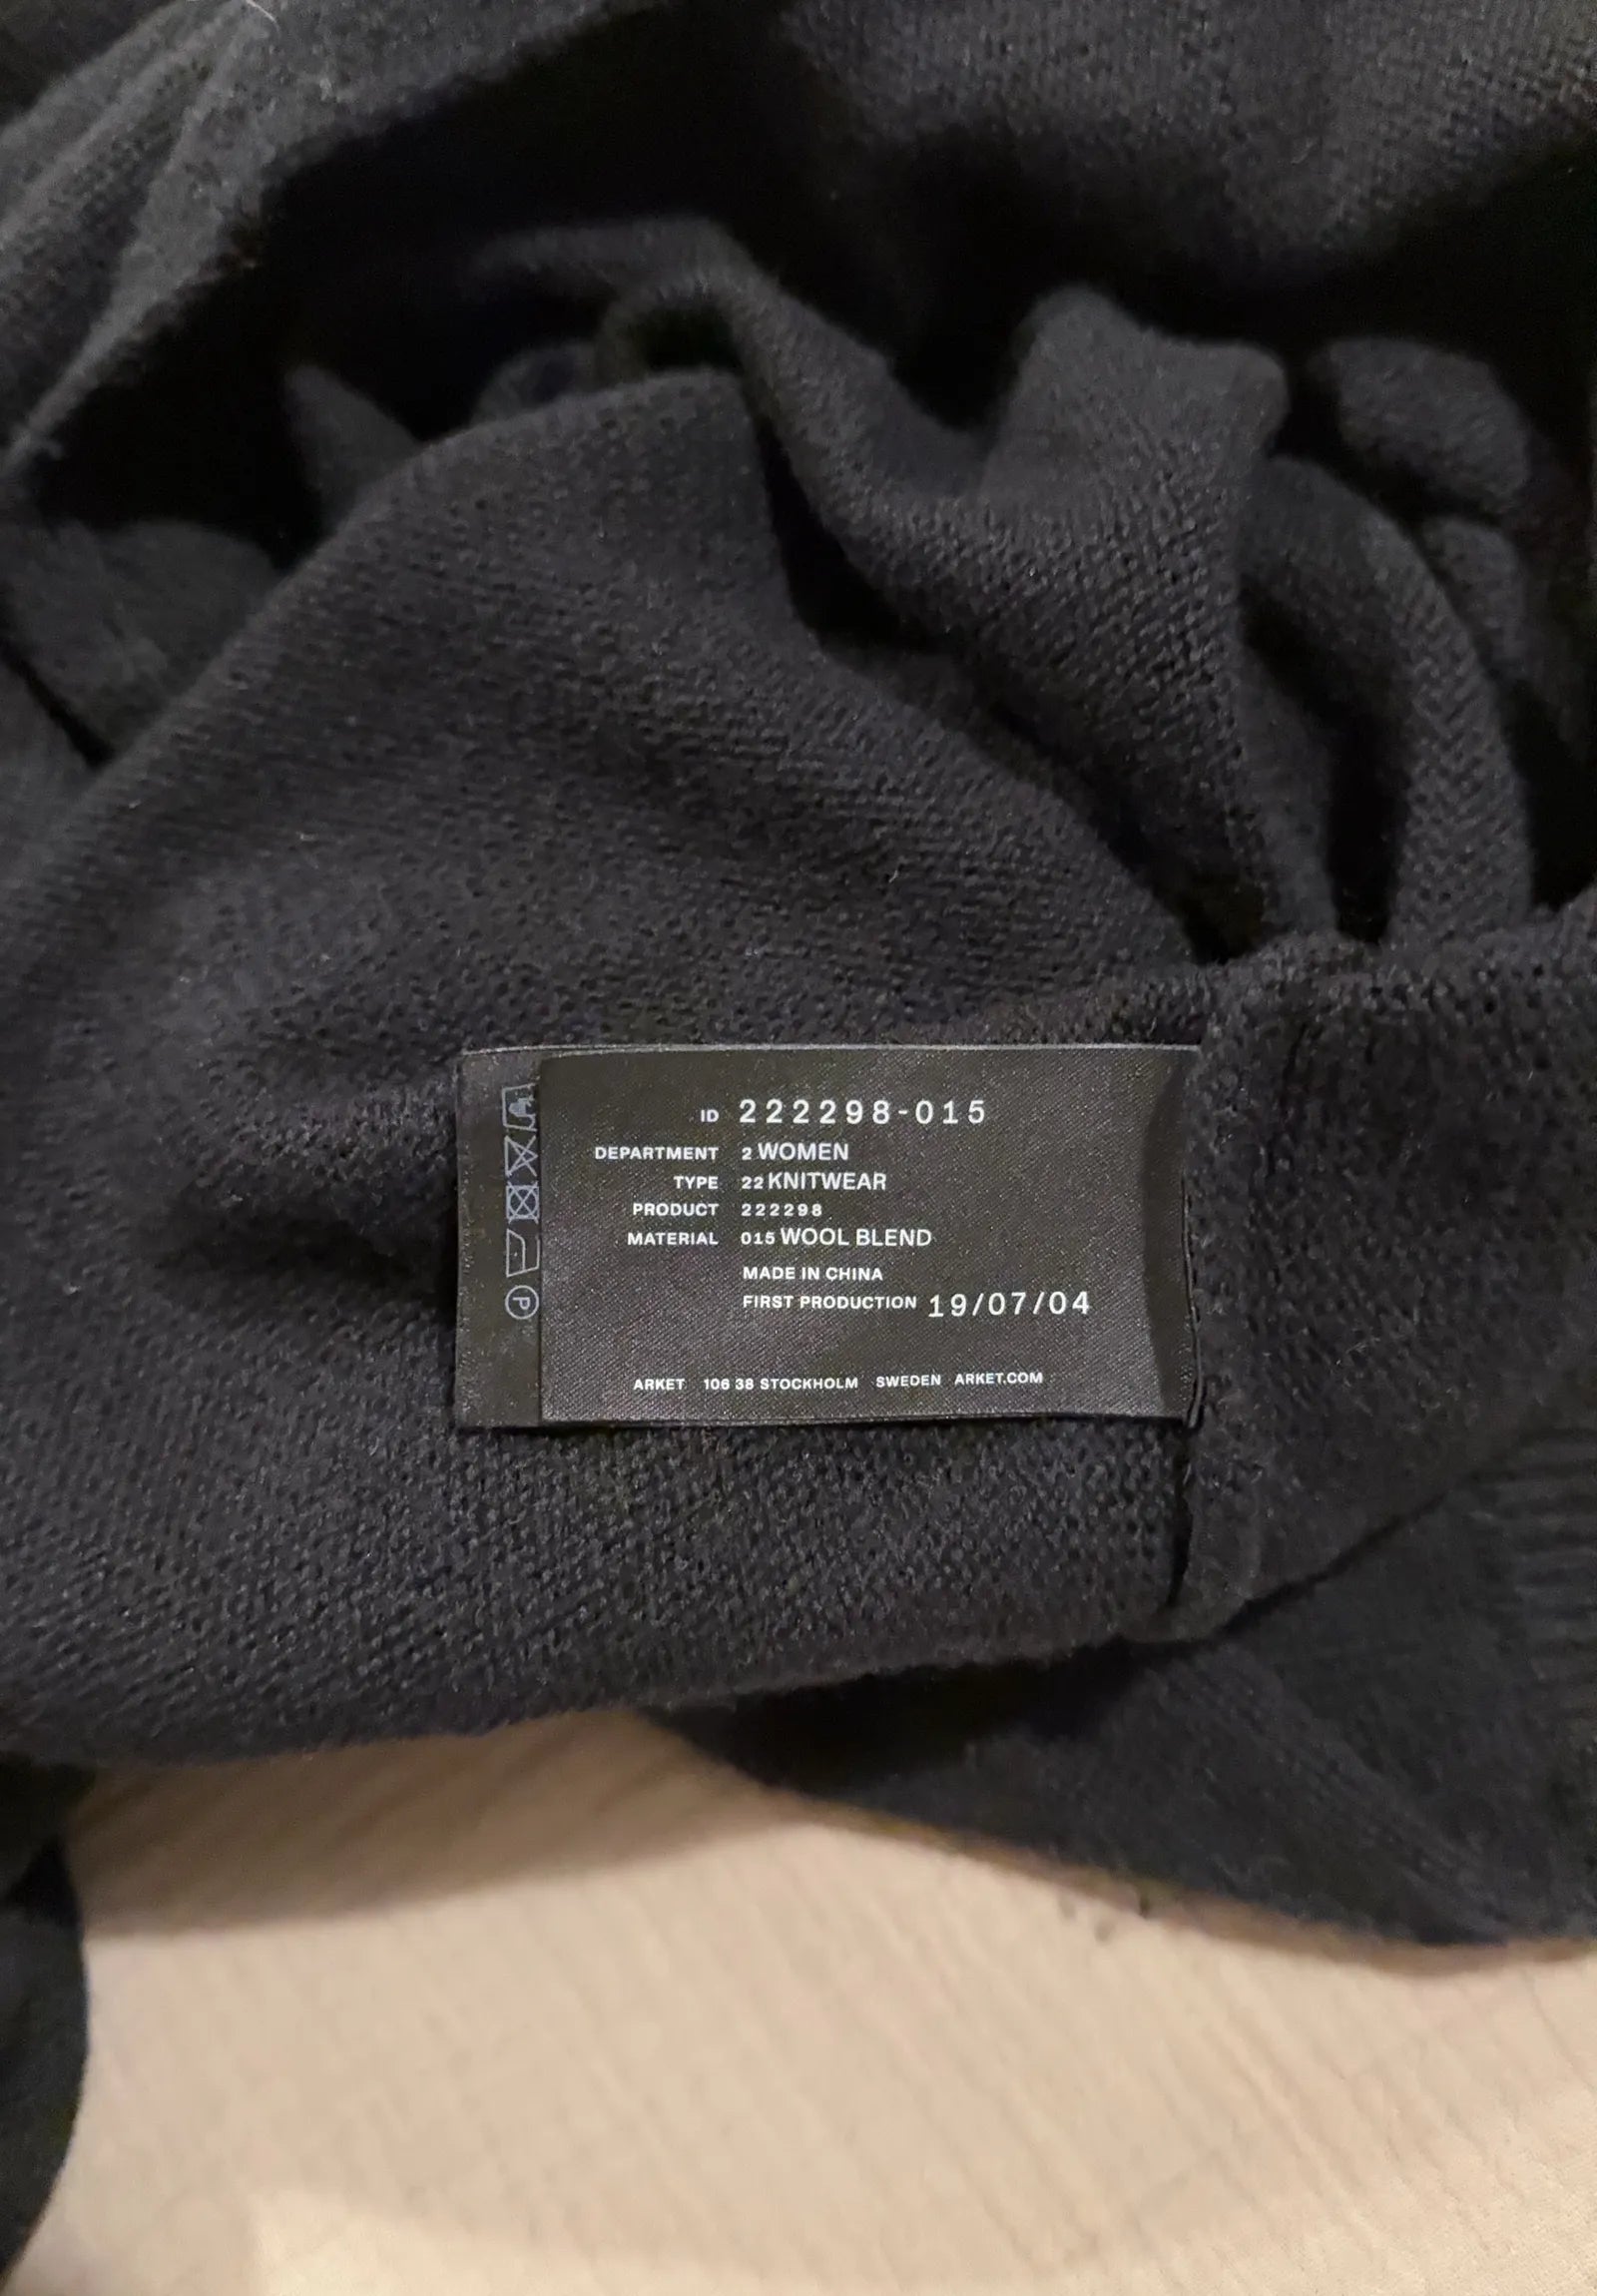 ID 222298-015
DEPARTMENT 2 WOMEN
TYPE 22 KNITWEAR
PRODUCT 222298
MATERIAL 015 WOOL BLEND
MADE IN CHINA
FIRST PRODUCTION 19/07/04
ARKET 106 38 STOCKHOLM SWEDEN ARKET.COM
P